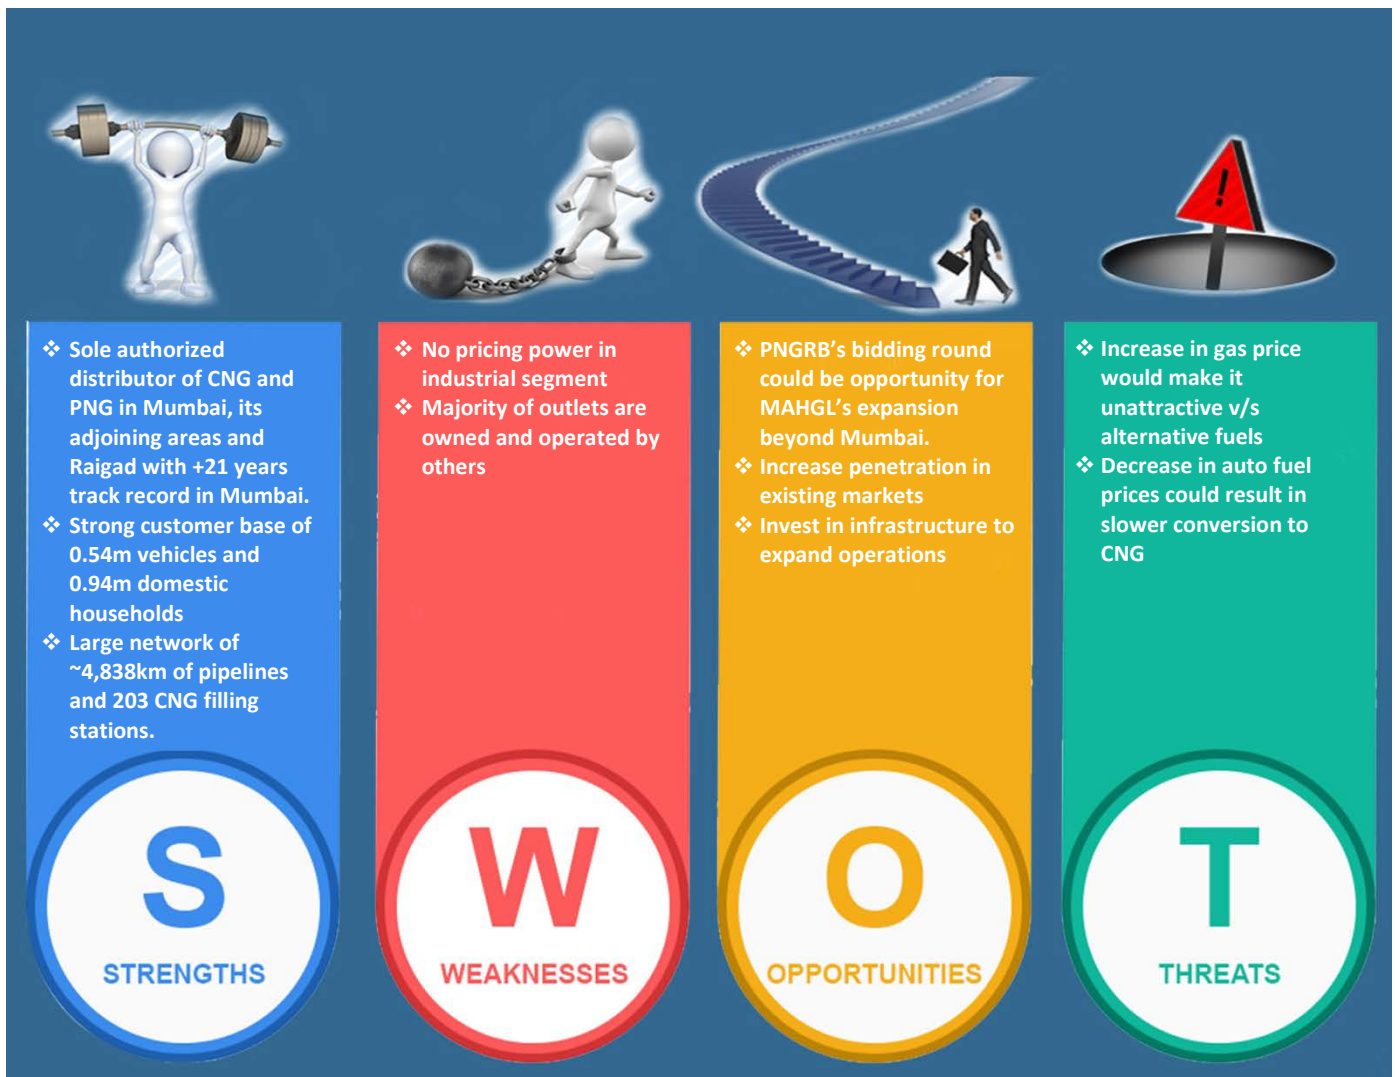 ❖ Sole authorized
distributor of CNG and
PNG in Mumbai, its
adjoining areas and
Raigad with +21 years
track record in Mumbai.
❖ Strong customer base of
0.54m vehicles and
0.94m domestic
households
❖ Large network of
~4,838km of pipelines
and 203 CNG filling
stations.
S
STRENGTHS
❖ No pricing power in
industrial segment
❖ Majority of outlets are
owned and operated by
others
W
WEAKNESSES
❖ PNGRB’s bidding round
could be opportunity for
MAHGL’s expansion
beyond Mumbai.
❖ Increase penetration in
existing markets
❖ Invest in infrastructure to
expand operations
O
OPPORTUNITIES
!
❖ Increase in gas price
would make it
unattractive v/s
alternative fuels
❖ Decrease in auto fuel
prices could result in
slower conversion to
CNG
T
THREATS